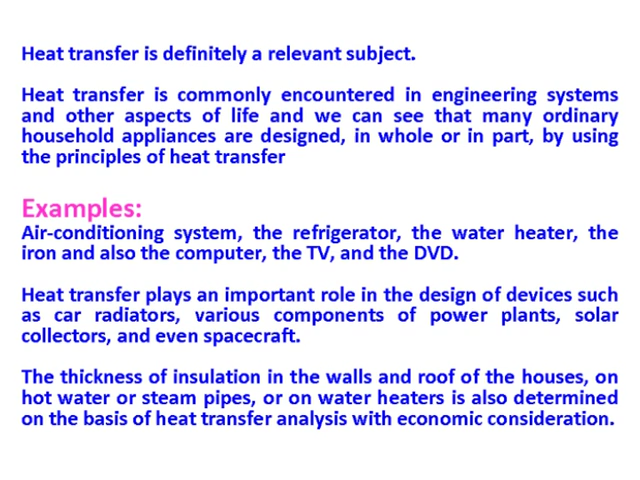 Heat transfer is definitely a relevant subject.
Heat transfer is commonly encountered in engineering systems
and other aspects of life and we can see that many ordinary
household appliances are designed, in whole or in part, by using
the principles of heat transfer
Examples:
Air-conditioning system, the refrigerator, the water heater, the
iron and also the computer, the TV, and the DVD.
Heat transfer plays an important role in the design of devices such
as car radiators, various components of power plants, solar
collectors, and even spacecraft.
The thickness of insulation in the walls and roof of the houses, on
hot water or steam pipes, or on water heaters is also determined
on the basis of heat transfer analysis with economic consideration.